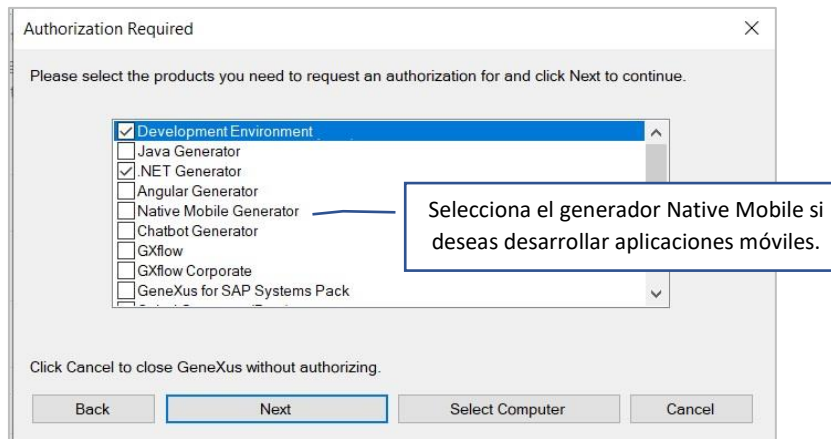 Authorization Required
Please select the products you need to request an authorization for and click Next to continue.
Development Environment
Java Generator
.NET Generator
Angular Generator
Native Mobile Generator
Selecciona el generador Native Mobile si
deseas desarrollar aplicaciones móviles.
Chatbot Generator
GXflow
GXflow Corporate
GeneXus for SAP Systems Pack
Click Cancel to close GeneXus without authorizing.
Back Next Select Computer Cancel